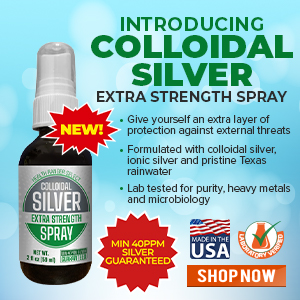 INTRODUCING
COLLOIDAL
SILVER
EXTRA STRENGTH SPRAY
NEW!
• Give yourself an extra layer of
protection against external threats
• Formulated with colloidal silver,
ionic silver and pristine Texas
rainwater
• Lab tested for purity, heavy metals
and microbiology
COLLOIDAL
SILVER
EXTRA STRENGTH
SPRAY
NET WT.
2 fl oz (59 ml)
GUARANTEED
MIN 40PPM
SILVER
GUARANTEED
MADE IN THE
USA
LABORATORY VERIFIED
SHOP NOW